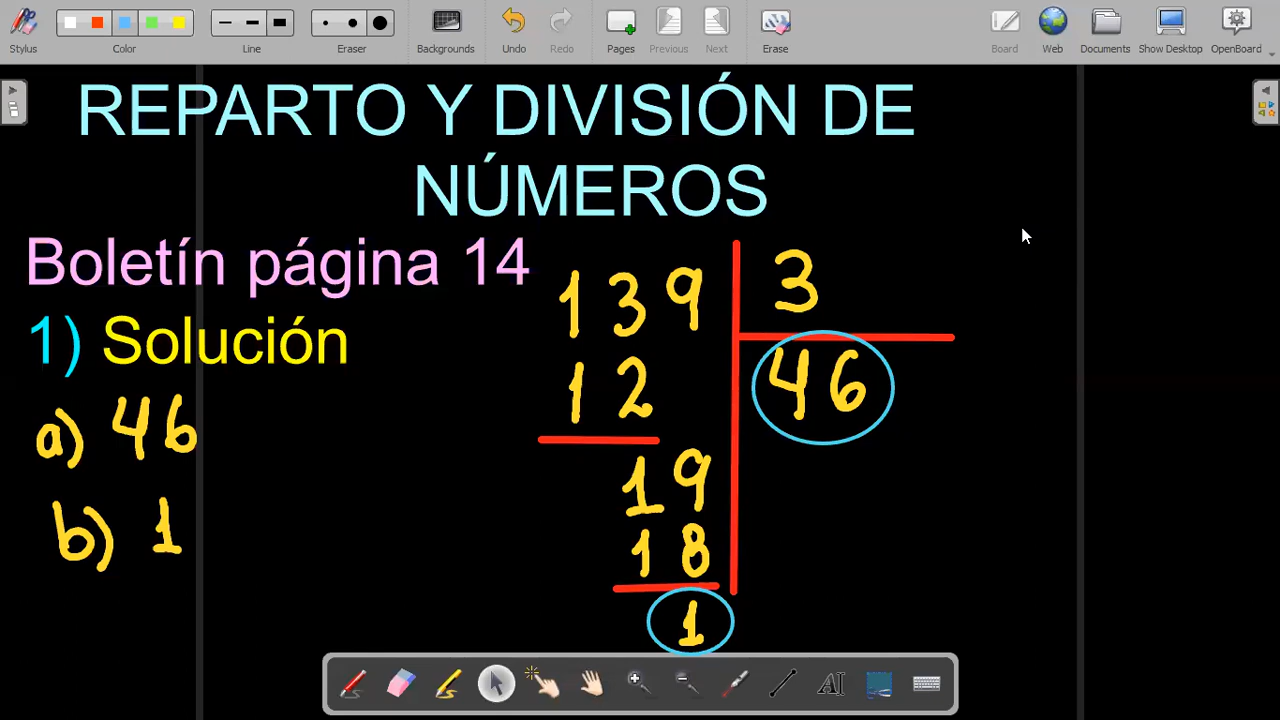 Stylus Color Line Eraser Backgrounds Undo Redo Pages Previous Next Erase Board Web Documents Show Desktop OpenBoard
REPARTO Y DIVISIÓN DE
NÚMEROS
Boletín página 14
1) Solución
a) 46
b) 1
139 3
12 46
19
18
1
AI